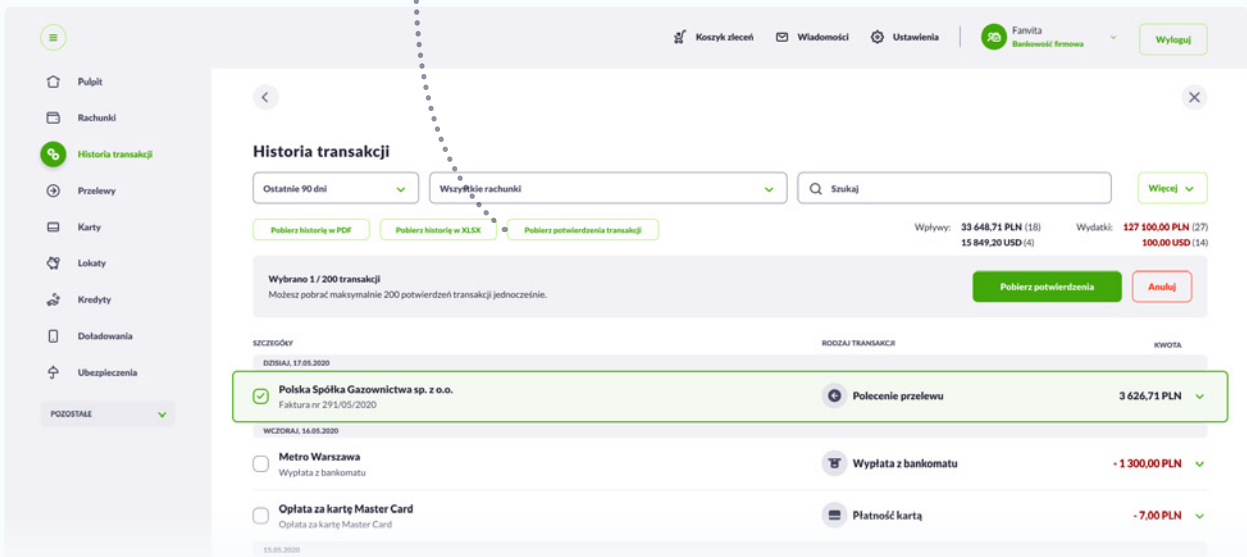 Koszyk zleceń Wiadomości Ustawienia Fanvita
Bankowość firmowa
Wyloguj
Pulpit
Rachunki
Historia transakcji
Przelewy
Karty
Lokaty
Kredyty
Doładowania
Ubezpieczenia
POZOSTAŁE
Historia transakcji
Ostatnie 90 dni Wszystkie rachunki Szukaj Więcej
Pobierz historię w PDF Pobierz historię w XLSX Pobierz potwierdzenia transakcji
Wpływy: 33 648,71 PLN (18) Wydatki: 127 100,00 PLN (27)
15 849,20 USD (4) 100,00 USD (14)
Wybrano 1 / 200 transakcji
Możesz pobrać maksymalnie 200 potwierdzeń transakcji jednocześnie.
Pobierz potwierdzenia Anuluj
SZCZEGÓŁY RODZAJ TRANSAKCJI KWOTA
DZISIAJ, 17.05.2020
Polska Spółka Gazownictwa sp. z o.o.
Faktura nr 291/05/2020
Polecenie przelewu 3 626,71 PLN
WCZORAJ, 16.05.2020
Metro Warszawa
Wypłata z bankomatu
Wypłata z bankomatu - 1 300,00 PLN
Opłata za kartę Master Card
Opłata za kartę Master Card
Płatność kartą - 7,00 PLN
15.05.2020